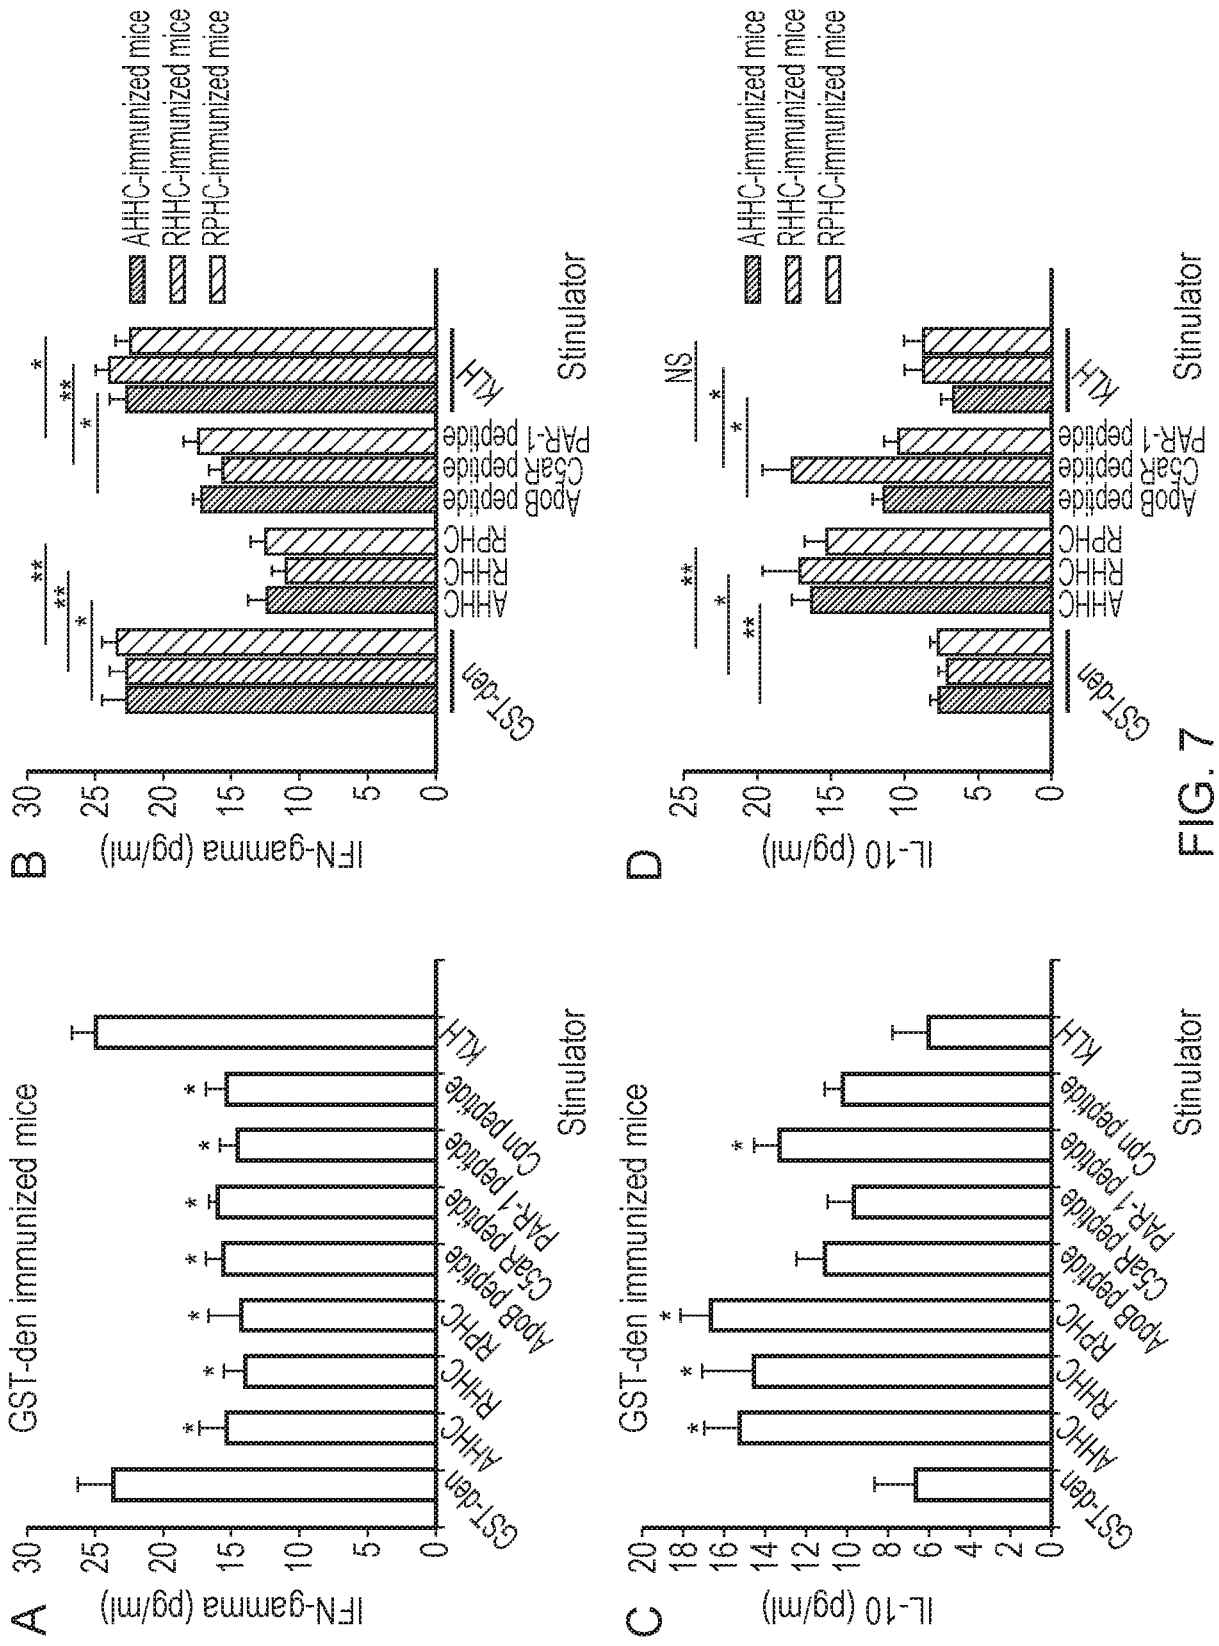 A
GST-den immunized mice
IFN-gamma (pg/ml)
30
25
20
15
10
5
0
* * * * * * *
GST-den
AHHC
RHHC
RPHC
ApoB peptide
C5aR peptide
PAR-1 peptide
Cpn peptide
KLH
Stinulator
B
IFN-gamma (pg/ml)
30
25
20
15
10
5
0
**
**
*
*
**
*
GST-den
AHHC
RHHC
RPHC
ApoB peptide
C5aR peptide
PAR-1 peptide
KLH
Stinulator
AHHC-immunized mice
RHHC-immunized mice
RPHC-immunized mice
C
GST-den immunized mice
IL-10 (pg/ml)
20
18
16
14
12
10
8
6
4
2
0
* * * *
GST-den
AHHC
RHHC
RPHC
ApoB peptide
C5aR peptide
PAR-1 peptide
Cpn peptide
KLH
Stinulator
D
IL-10 (pg/ml)
25
20
15
10
5
0
**
*
**
NS
*
*
GST-den
AHHC
RHHC
RPHC
ApoB peptide
C5aR peptide
PAR-1 peptide
KLH
Stinulator
AHHC-immunized mice
RHHC-immunized mice
RPHC-immunized mice
FIG. 7